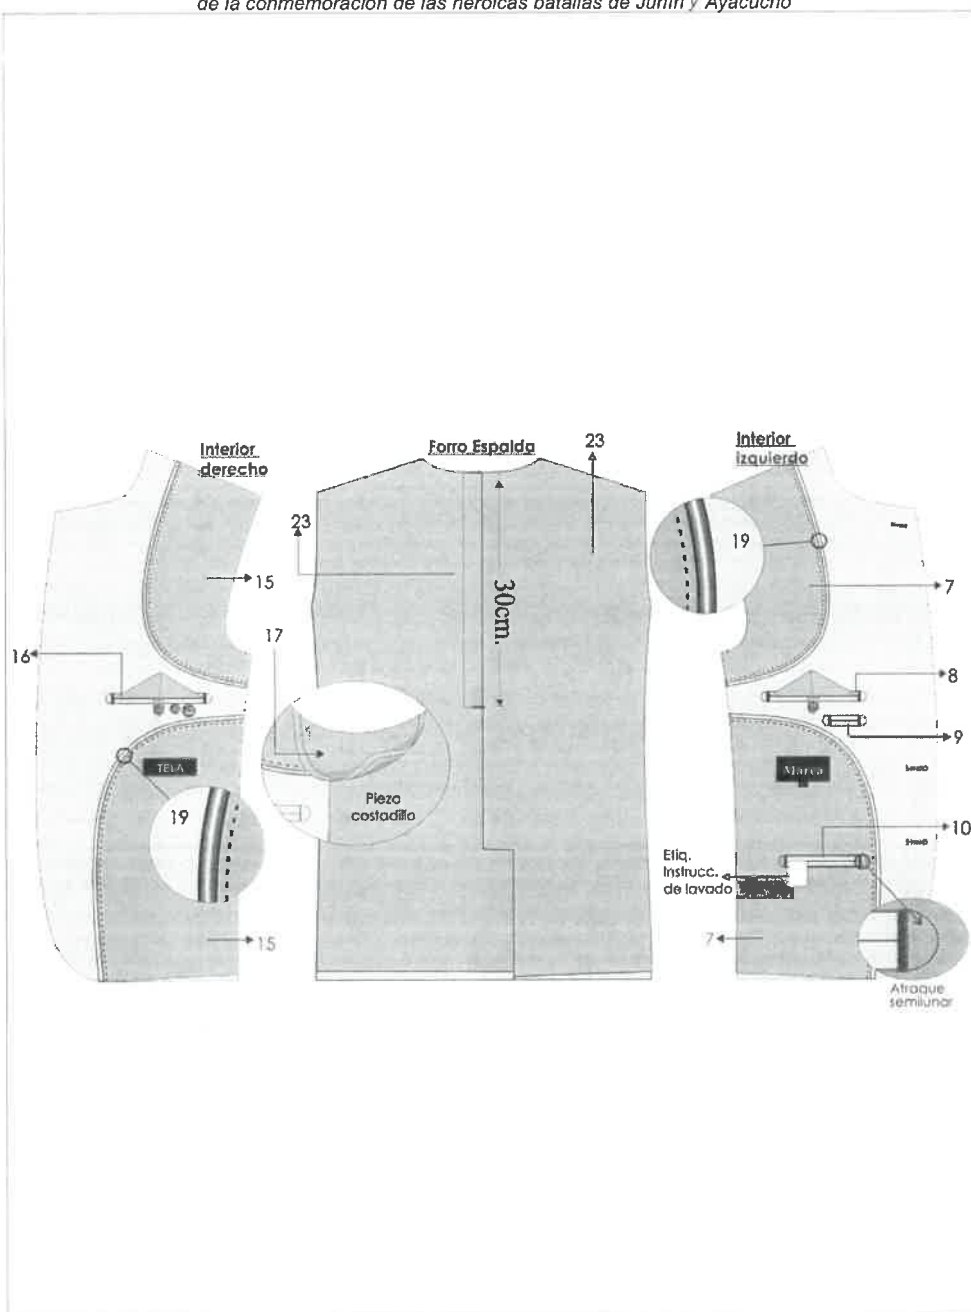 de la conmemoración de las heroicas batallas de Junín y Ayacucho
Interior
derecho
Forro Espalda
23
Interior
izquierdo
23
19
30cm.
15
7
17
16
8
9
TELA
Marca
Pieza
costadillo
19
10
Etiq.
Instrucc.
de lavado
15
7
Atraque
semilunar